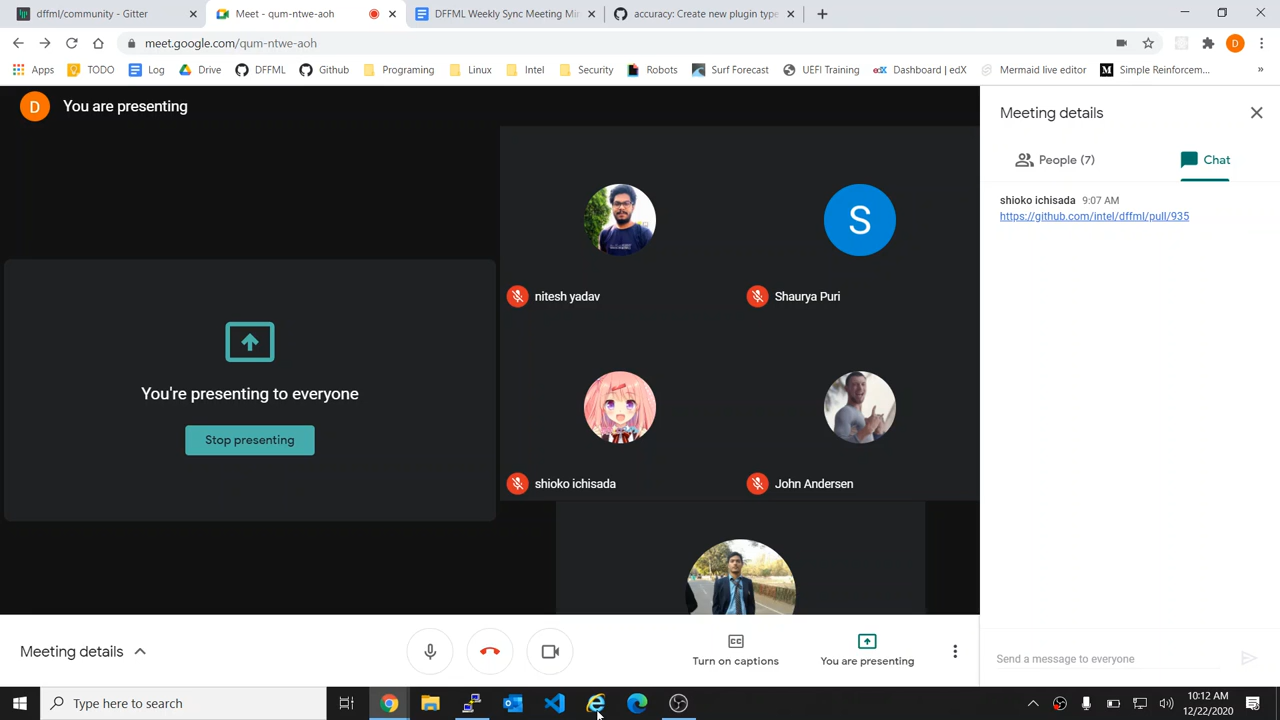 dffml/community - Gitter
Meet - qum-ntwe-aoh
DFFML Weekly Sync Meeting Mi
accuracy: Create new plugin type
meet.google.com/qum-ntwe-aoh
D
Apps
TODO
Log
Drive
DFFML
Github
Programing
Linux
Intel
Security
Robots
Surf Forecast
UEFI Training
edX
Dashboard | edX
Mermaid live editor
M
Simple Reinforcem...
»
D
You are presenting
You're presenting to everyone
Stop presenting
nitesh yadav
S
Shaurya Puri
shioko ichisada
John Andersen
Meeting details
People (7)
Chat
shioko ichisada 9:07 AM
https://github.com/intel/dffml/pull/935
Send a message to everyone
Meeting details
Turn on captions
You are presenting
Type here to search
10:12 AM
12/22/2020